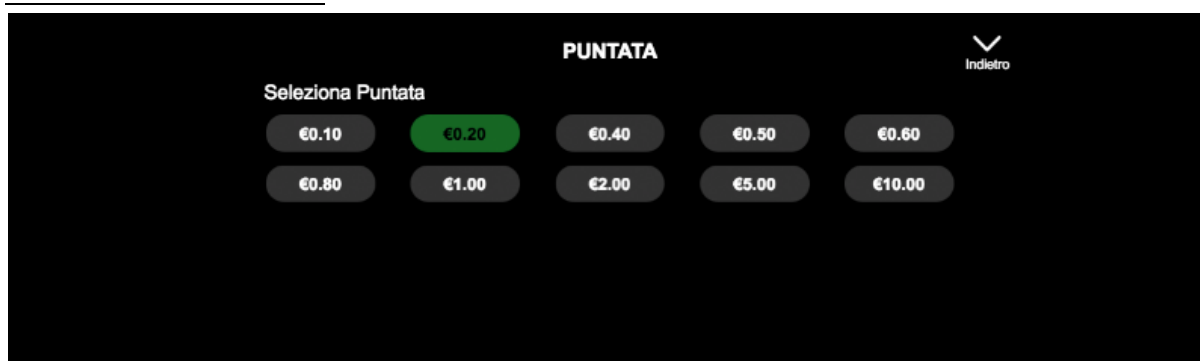 PUNTATA
Indietro
Seleziona Puntata
€0.10 €0.20 €0.40 €0.50 €0.60
€0.80 €1.00 €2.00 €5.00 €10.00